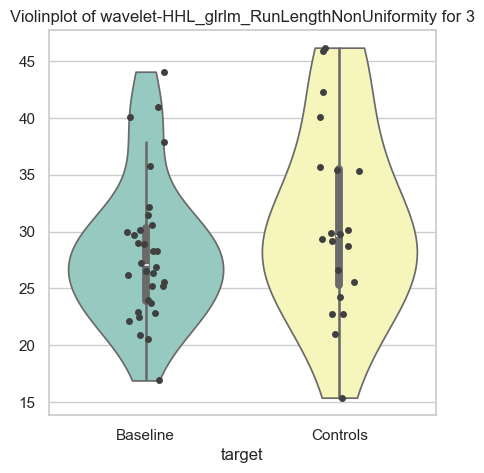 Violinplot of wavelet-HHL_glrlm_RunLengthNonUniformity for 3
45
40
35
30
25
20
15
Baseline Controls
target